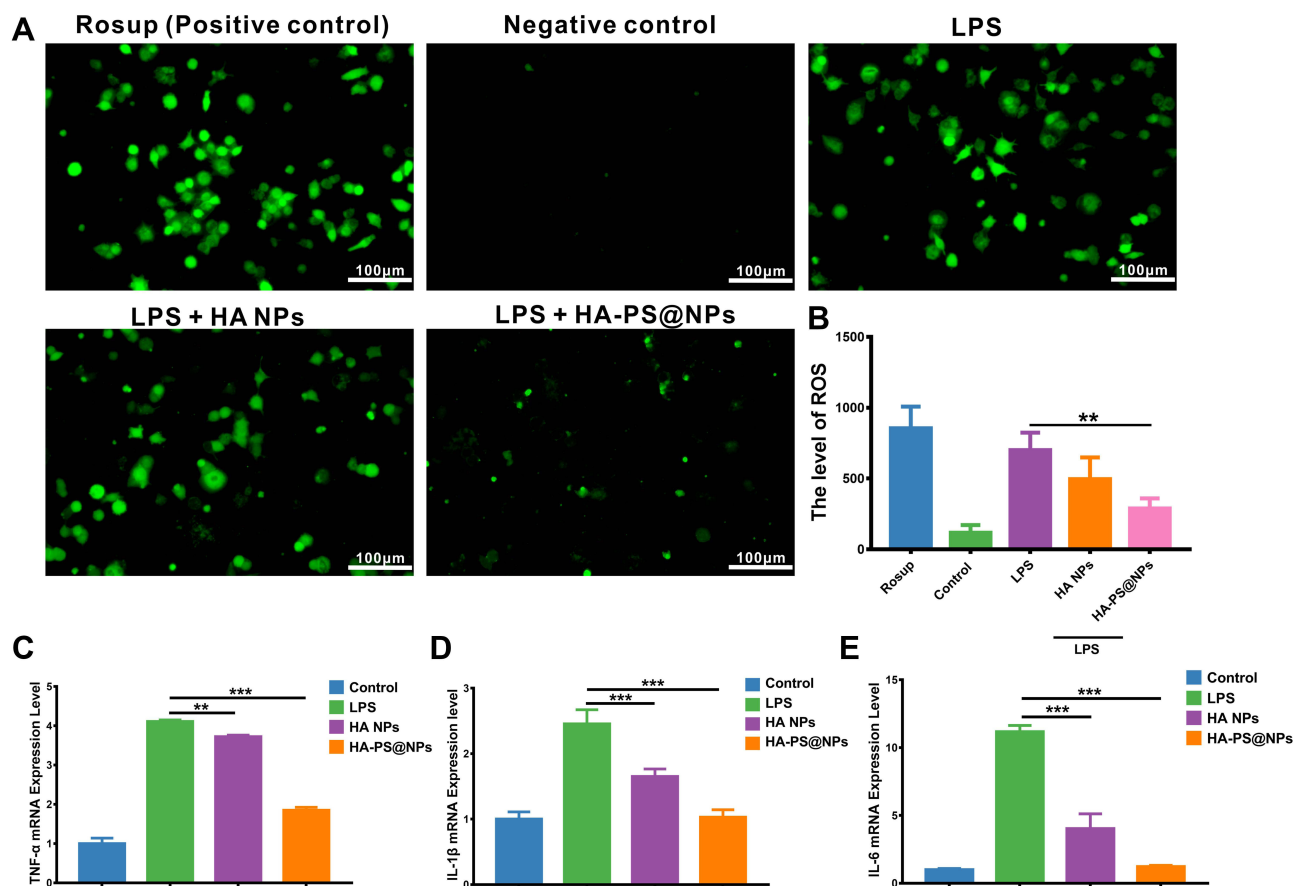 A
Rosup (Positive control)
Negative control
LPS
100μm
100μm
100μm
LPS + HA NPs
LPS + HA-PS@NPs
100μm
100μm
B
The level of ROS
1500
1000
500
0
**
Rosup
Control
LPS
HA NPs
HA-PS@NPs
LPS
C
TNF-α mRNA Expression Level
5
4
3
2
1
0
***
**
Control
LPS
HA NPs
HA-PS@NPs
D
IL-1β mRNA Expression level
3
2
1
0
***
***
Control
LPS
HA NPs
HA-PS@NPs
E
IL-6 mRNA Expression Level
15
10
5
0
***
***
Control
LPS
HA NPs
HA-PS@NPs